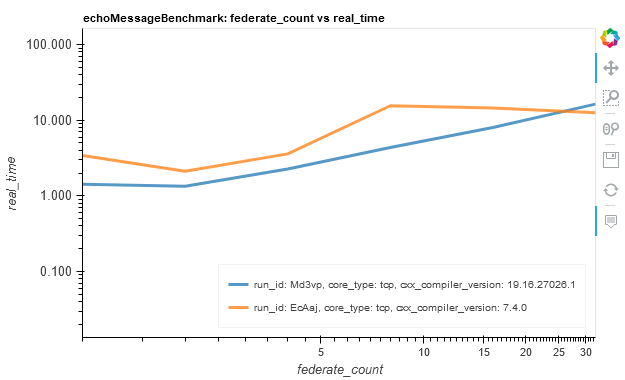 echoMessageBenchmark: federate_count vs real_time
100.000
10.000
1.000
0.100
real_time
run_id: Md3vp, core_type: tcp, cxx_compiler_version: 19.16.27026.1
run_id: EcAaj, core_type: tcp, cxx_compiler_version: 7.4.0
5
10
15
20
25
30
federate_count